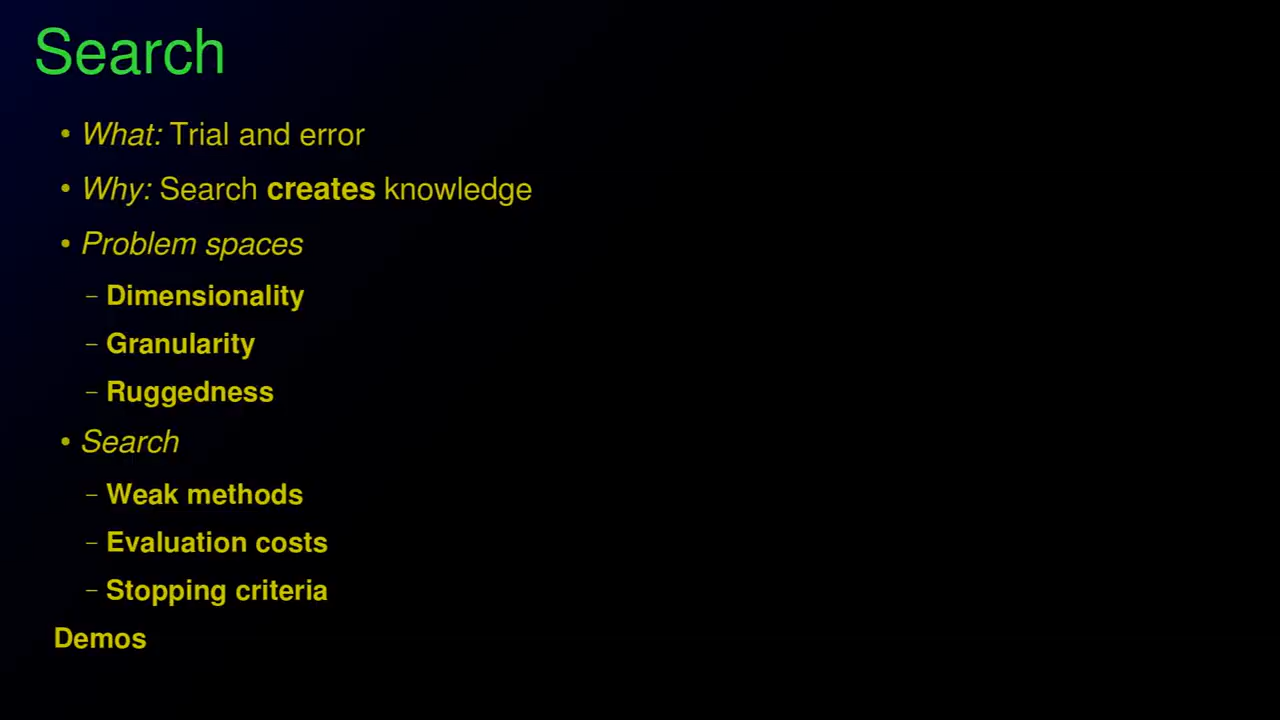 Search
• What: Trial and error
• Why: Search creates knowledge
• Problem spaces
– Dimensionality
– Granularity
– Ruggedness
• Search
– Weak methods
– Evaluation costs
– Stopping criteria
Demos